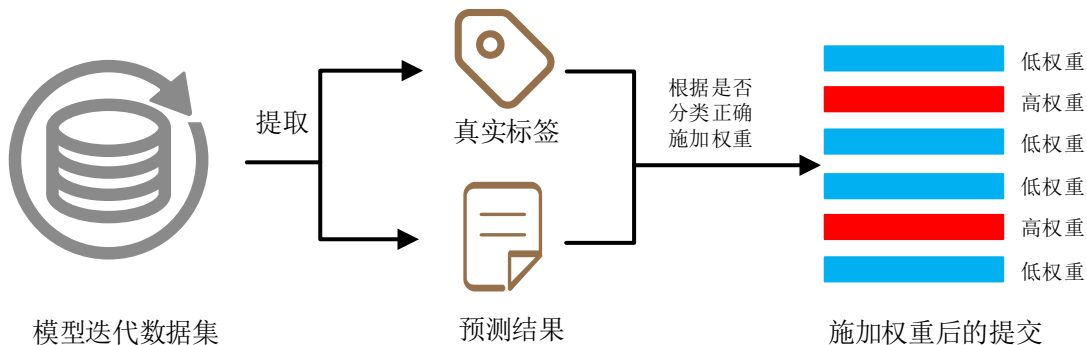 模型迭代数据集
提取
真实标签
预测结果
根据是否
分类正确
施加权重
低权重
高权重
低权重
低权重
高权重
低权重
施加权重后的提交